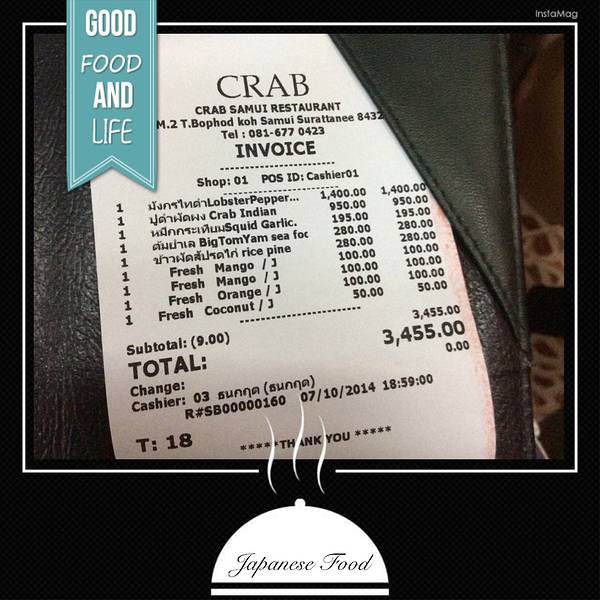 InstaMag
GOOD
FOOD
AND
LIFE
CRAB
CRAB SAMUI RESTAURANT
M.2 T.Bophod koh Samui Surattanee 8432
Tel : 081-677 0423
INVOICE
Shop: 01 POS ID: Cashier01
1 มังกรไทดำLobsterPepper... 1,400.00 1,400.00
1 ปูดำผัดผง Crab Indian 950.00 950.00
1 หมึกกระเทียมSquid Garlic. 195.00 195.00
1 ต้มยำเล BigTomYam sea foc 280.00 280.00
1 ข้าวผัดสัปรดไก่ rice pine 280.00 280.00
1 Fresh Mango / J 100.00 100.00
1 Fresh Mango / J 100.00 100.00
1 Fresh Orange / J 100.00 100.00
1 Fresh Coconut / J 50.00 50.00
Subtotal: (9.00) 3,455.00
TOTAL: 3,455.00
Change: 0.00
Cashier: 03 ธนกฤต (ธนกฤต)
R#SB00000160 07/10/2014 18:59:00
T: 18 *****THANK YOU *****
Japanese Food